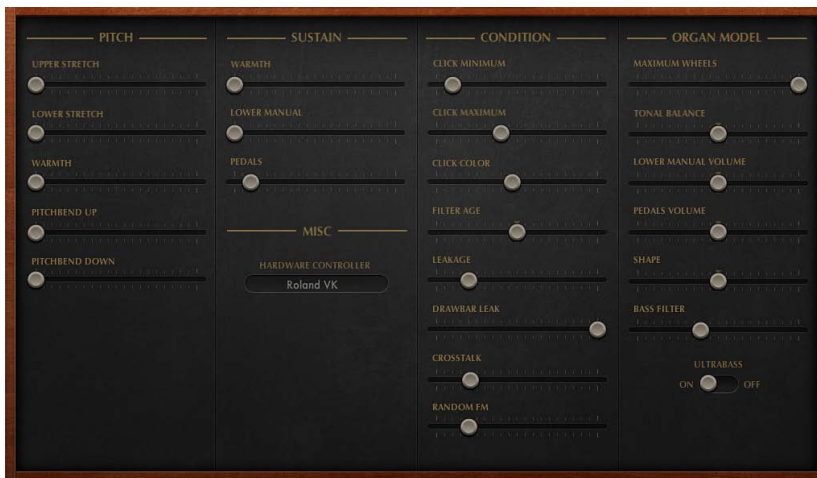 PITCH
UPPER STRETCH
LOWER STRETCH
WARMTH
PITCHBEND UP
PITCHBEND DOWN
SUSTAIN
WARMTH
LOWER MANUAL
PEDALS
MISC
HARDWARE CONTROLLER
Roland VK
CONDITION
CLICK MINIMUM
CLICK MAXIMUM
CLICK COLOR
FILTER AGE
LEAKAGE
DRAWBAR LEAK
CROSSTALK
RANDOM FM
ORGAN MODEL
MAXIMUM WHEELS
TONAL BALANCE
LOWER MANUAL VOLUME
PEDALS VOLUME
SHAPE
BASS FILTER
ULTRABASS
ON OFF